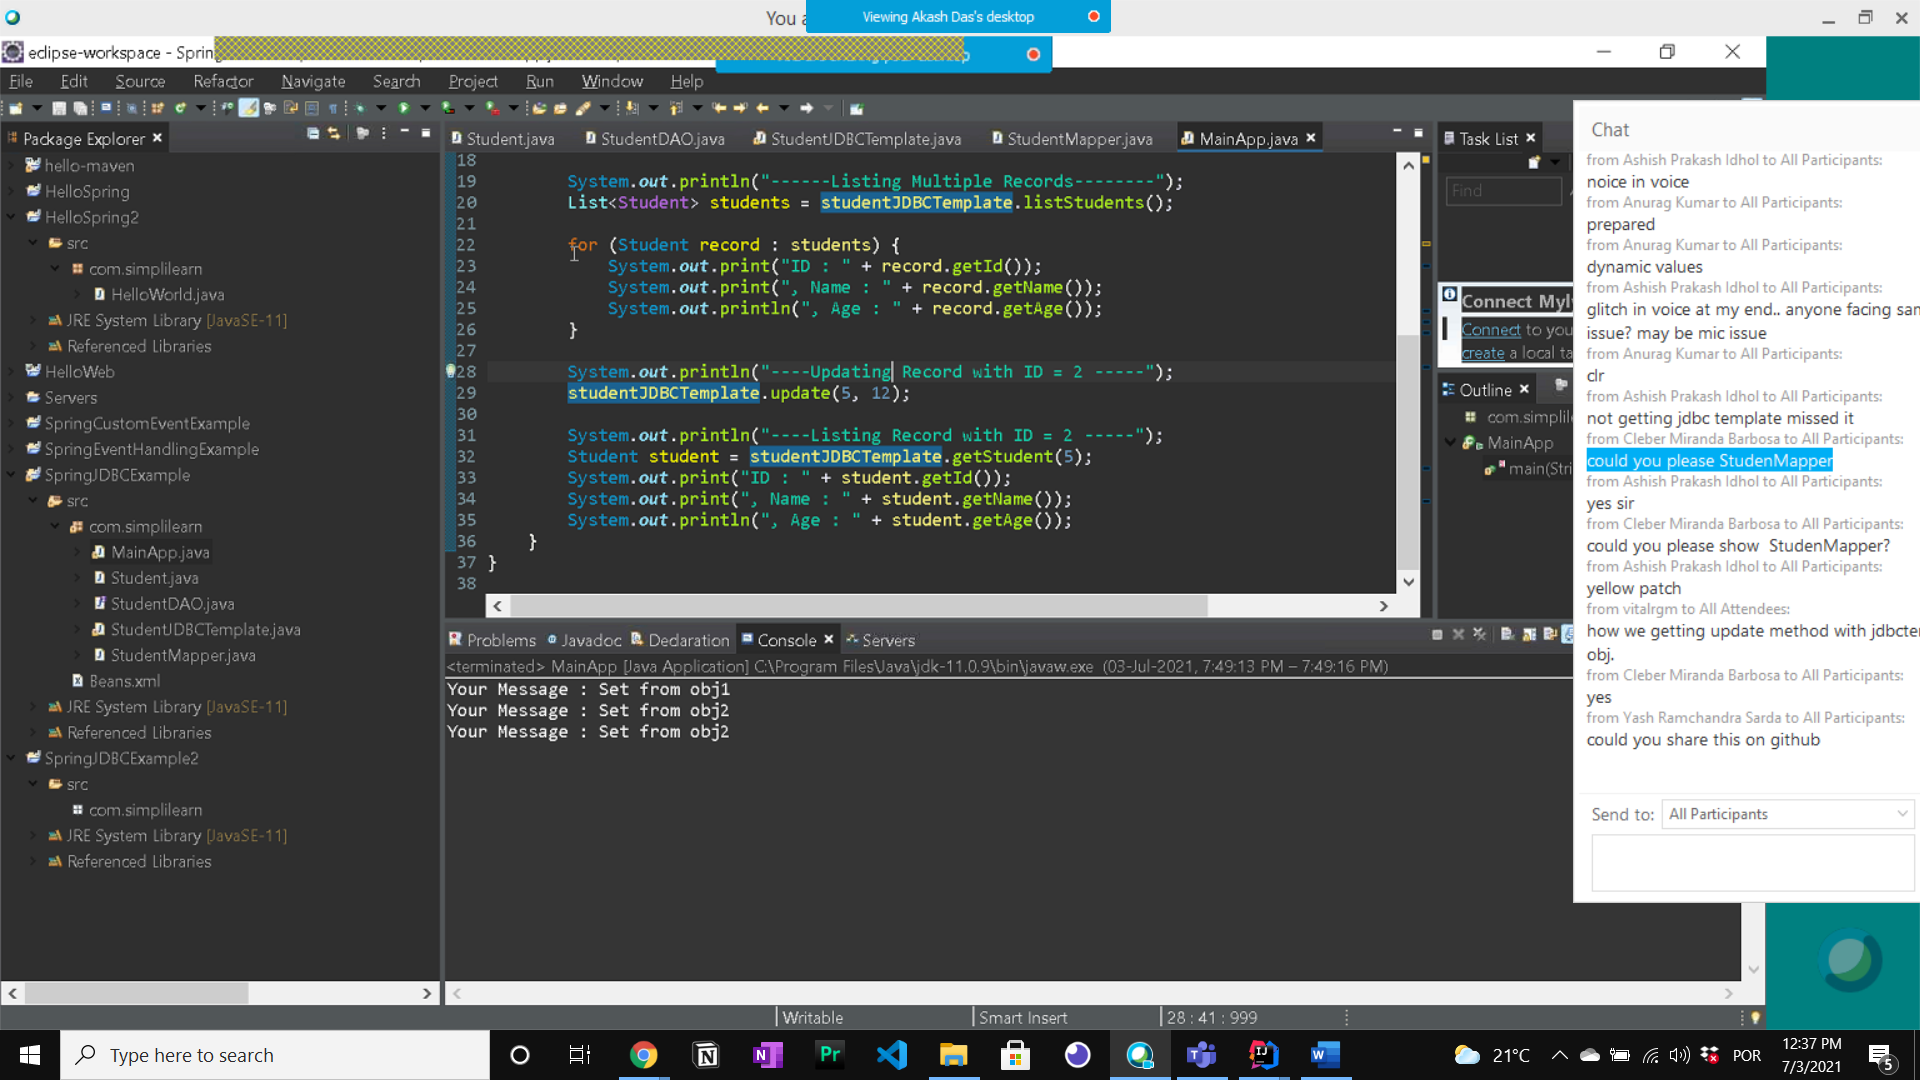 You a
Viewing Akash Das's desktop
eclipse-workspace - Spring
File Edit Source Refactor Navigate Search Project Run Window Help
Package Explorer
hello-maven
HelloSpring
HelloSpring2
src
com.simplilearn
HelloWorld.java
JRE System Library [JavaSE-11]
Referenced Libraries
HelloWeb
Servers
SpringCustomEventExample
SpringEventHandlingExample
SpringJDBCExample
src
com.simplilearn
MainApp.java
Student.java
StudentDAO.java
StudentJDBCTemplate.java
StudentMapper.java
Beans.xml
JRE System Library [JavaSE-11]
Referenced Libraries
SpringJDBCExample2
src
com.simplilearn
JRE System Library [JavaSE-11]
Referenced Libraries
Student.java StudentDAO.java StudentJDBCTemplate.java StudentMapper.java MainApp.java
18
19 System.out.println("------Listing Multiple Records--------");
20 List<Student> students = studentJDBCTemplate.listStudents();
21
22 for (Student record : students) {
23 System.out.print("ID : " + record.getId());
24 System.out.print(", Name : " + record.getName());
25 System.out.println(", Age : " + record.getAge());
26 }
27
28 System.out.println("----Updating Record with ID = 2 -----");
29 studentJDBCTemplate.update(5, 12);
30
31 System.out.println("----Listing Record with ID = 2 -----");
32 Student student = studentJDBCTemplate.getStudent(5);
33 System.out.print("ID : " + student.getId());
34 System.out.print(", Name : " + student.getName());
35 System.out.println(", Age : " + student.getAge());
36 }
37 }
38
Task List
Find
Connect Myl
Connect to you
create a local ta
Outline
com.simplile
MainApp
main(Stri
Problems Javadoc Declaration Console Servers
<terminated> MainApp [Java Application] C:\Program Files\Java\jdk-11.0.9\bin\javaw.exe (03-Jul-2021, 7:49:13 PM – 7:49:16 PM)
Your Message : Set from obj1
Your Message : Set from obj2
Your Message : Set from obj2
Chat
from Ashish Prakash Idhol to All Participants:
noice in voice
from Anurag Kumar to All Participants:
prepared
from Anurag Kumar to All Participants:
dynamic values
from Ashish Prakash Idhol to All Participants:
glitch in voice at my end.. anyone facing sam
issue? may be mic issue
from Anurag Kumar to All Participants:
clr
from Ashish Prakash Idhol to All Participants:
not getting jdbc template missed it
from Cleber Miranda Barbosa to All Participants:
could you please StudenMapper
from Ashish Prakash Idhol to All Participants:
yes sir
from Cleber Miranda Barbosa to All Participants:
could you please show StudenMapper?
from Ashish Prakash Idhol to All Participants:
yellow patch
from vitalrgm to All Attendees:
how we getting update method with jdbcte
obj.
from Cleber Miranda Barbosa to All Participants:
yes
from Yash Ramchandra Sarda to All Participants:
could you share this on github
Send to: All Participants
Writable Smart Insert 28 : 41 : 999
Type here to search
21°C POR 12:37 PM
7/3/2021
5